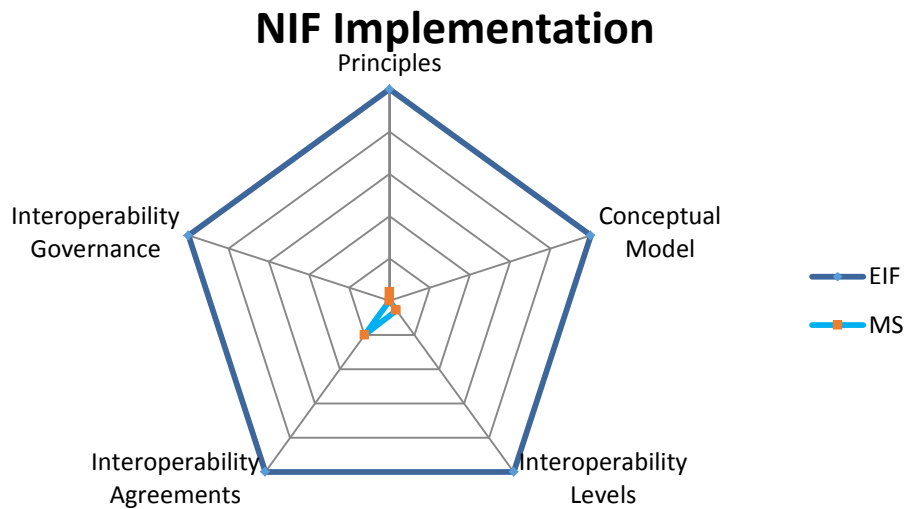 NIF Implementation
Principles
Interoperability
Governance
Conceptual
Model
EIF
MS
Interoperability
Agreements
Interoperability
Levels